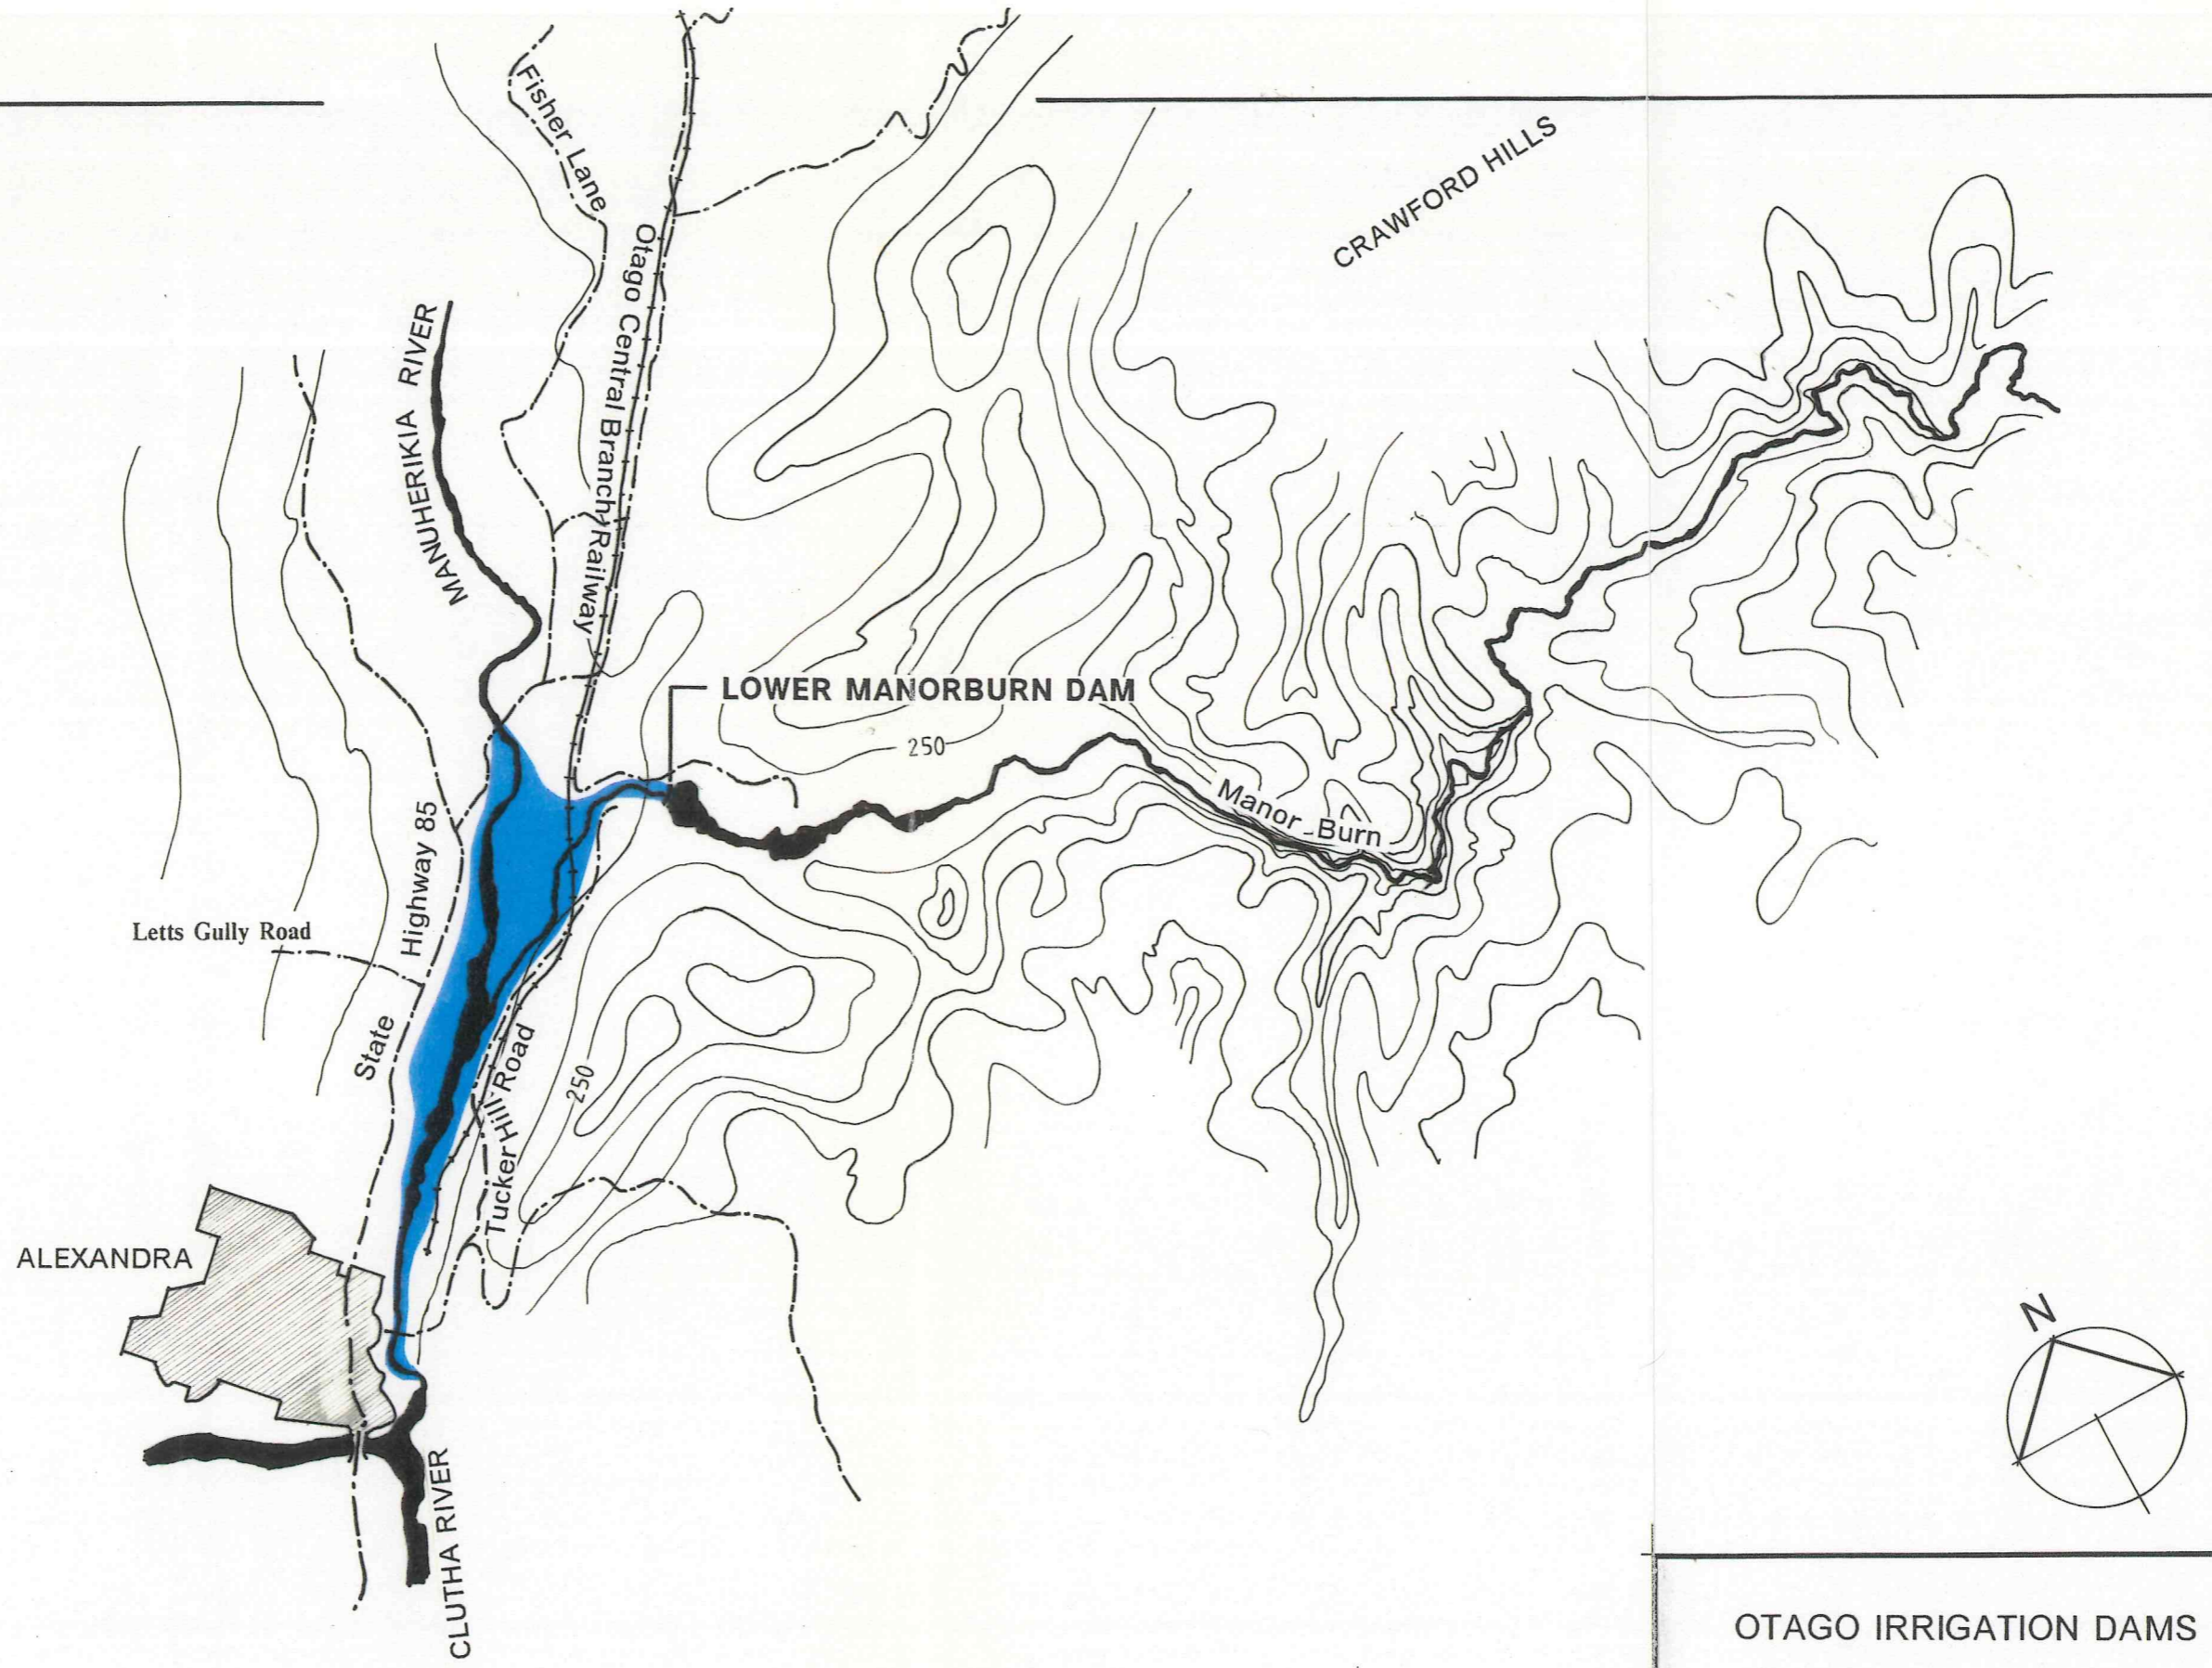 Fisher Lane
CRAWFORD HILLS
Otago Central Branch Railway
MANUHERIKIA RIVER
LOWER MANORBURN DAM
250
Manor Burn
Highway 85
Letts Gully Road
State
Tucker Hill Road
250
ALEXANDRA
N
CLUTHA RIVER
OTAGO IRRIGATION DAMS